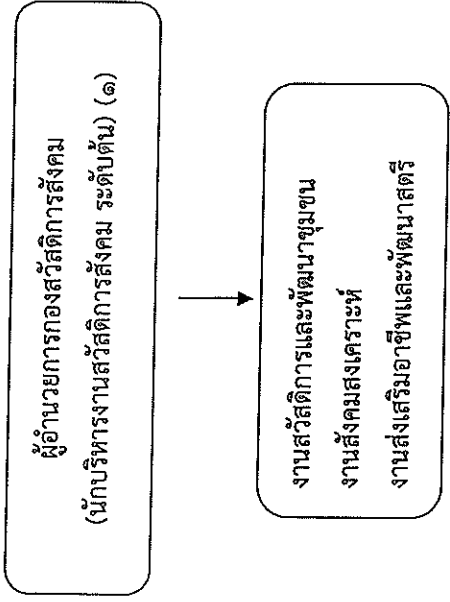 ผู้อำนวยการกองสวัสดิการสังคม
(นักบริหารงานสวัสดิการสังคม ระดับต้น) (๑)
งานสวัสดิการและพัฒนาชุมชน
งานสังคมสงเคราะห์
งานส่งเสริมอาชีพและพัฒนาสตรี